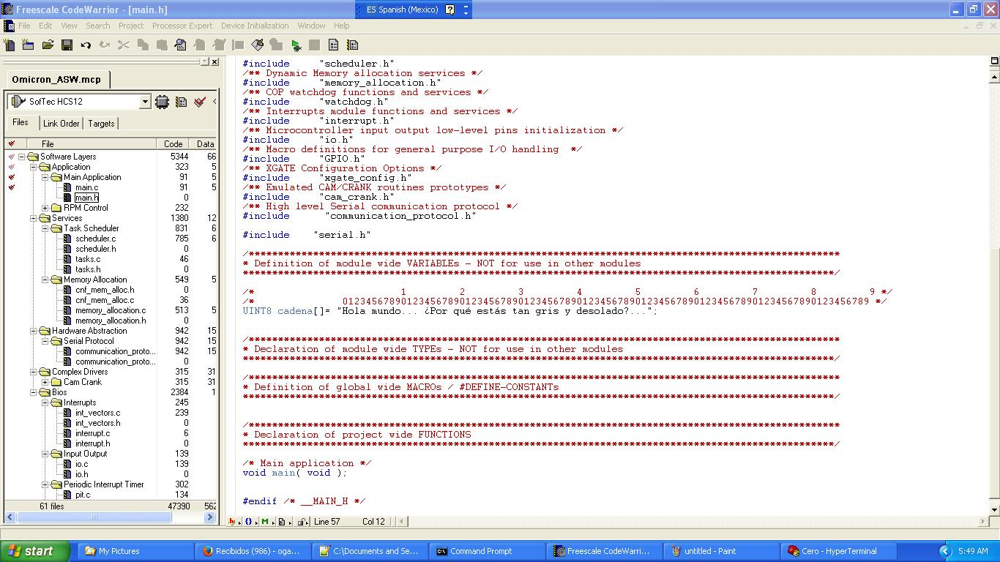 Freescale CodeWarrior - [main.h]
ES Spanish (Mexico)
File Edit View Search Project Processor Expert Device Initialization Window Help
Omicron_ASW.mcp
SofTec HCS12
Files Link Order Targets
File Code Data
Software Layers 5344 66
Application 323 5
Main Application 91 5
main.c 91 5
main.h 0
RPM Control 232
Services 1380 12
Task Scheduler 831 6
scheduler.c 785 6
scheduler.h 0
tasks.c 46
tasks.h 0
Memory Allocation 549 5
cnf_mem_alloc.h 0
cnf_mem_alloc.c 36
memory_allocation.c 513 5
memory_allocation.h 0
Hardware Abstraction 942 15
Serial Protocol 942 15
communication_proto... 942 15
communication_proto... 0
Complex Drivers 315 31
Cam Crank 315 31
Bios 2384 1
Interrupts 245
int_vectors.c 239
int_vectors.h 0
interrupt.c 6
interrupt.h 0
Input Output 139
io.c 139
io.h 0
Periodic Interrupt Timer 302
pit.c 134
61 files 47390 562
#include "scheduler.h"
/** Dynamic Memory allocation services */
#include "memory_allocation.h"
/** COP watchdog functions and services */
#include "watchdog.h"
/** Interrupts module functions and services */
#include "interrupt.h"
/** Microcontroller input output low-level pins initialization */
#include "io.h"
/** Macro definitions for general purpose I/O handling */
#include "GPIO.h"
/** XGATE Configuration Options */
#include "xgate_config.h"
/** Emulated CAM/CRANK routines prototypes */
#include "cam_crank.h"
/** High level Serial communication protocol */
#include "communication_protocol.h"
#include "serial.h"
/*****************************************************************************************************
* Definition of module wide VARIABLEs - NOT for use in other modules
*****************************************************************************************************/
/* 1 2 3 4 5 6 7 8 9 */
/* 012345678901234567890123456789012345678901234567890123456789012345678901234567890123456789 */
UINT8 cadena[]= "Hola mundo... ¿Por qué estás tan gris y desolado?...";
/*****************************************************************************************************
* Declaration of module wide TYPEs - NOT for use in other modules
*****************************************************************************************************/
/*****************************************************************************************************
* Definition of global wide MACROs / #DEFINE-CONSTANTs
*****************************************************************************************************/
/*****************************************************************************************************
* Declaration of project wide FUNCTIONS
*****************************************************************************************************/
/* Main application */
void main( void );
#endif /* __MAIN_H */
Line 57 Col 12
start My Pictures Recibidos (986) - oga... C:\Documents and Se... Command Prompt Freescale CodeWarri... untitled - Paint Cero - HyperTerminal 5:49 AM